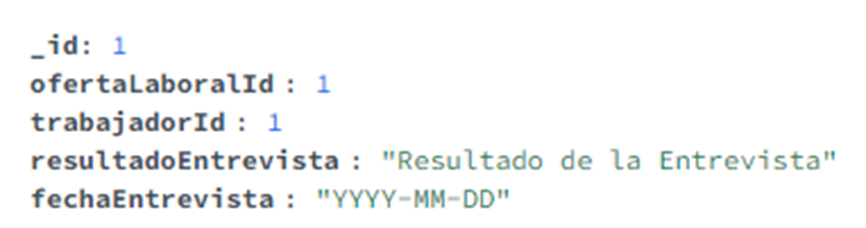 _id: 1
ofertaLaboralId : 1
trabajadorId : 1
resultadoEntrevista : "Resultado de la Entrevista"
fechaEntrevista : "YYYY-MM-DD"